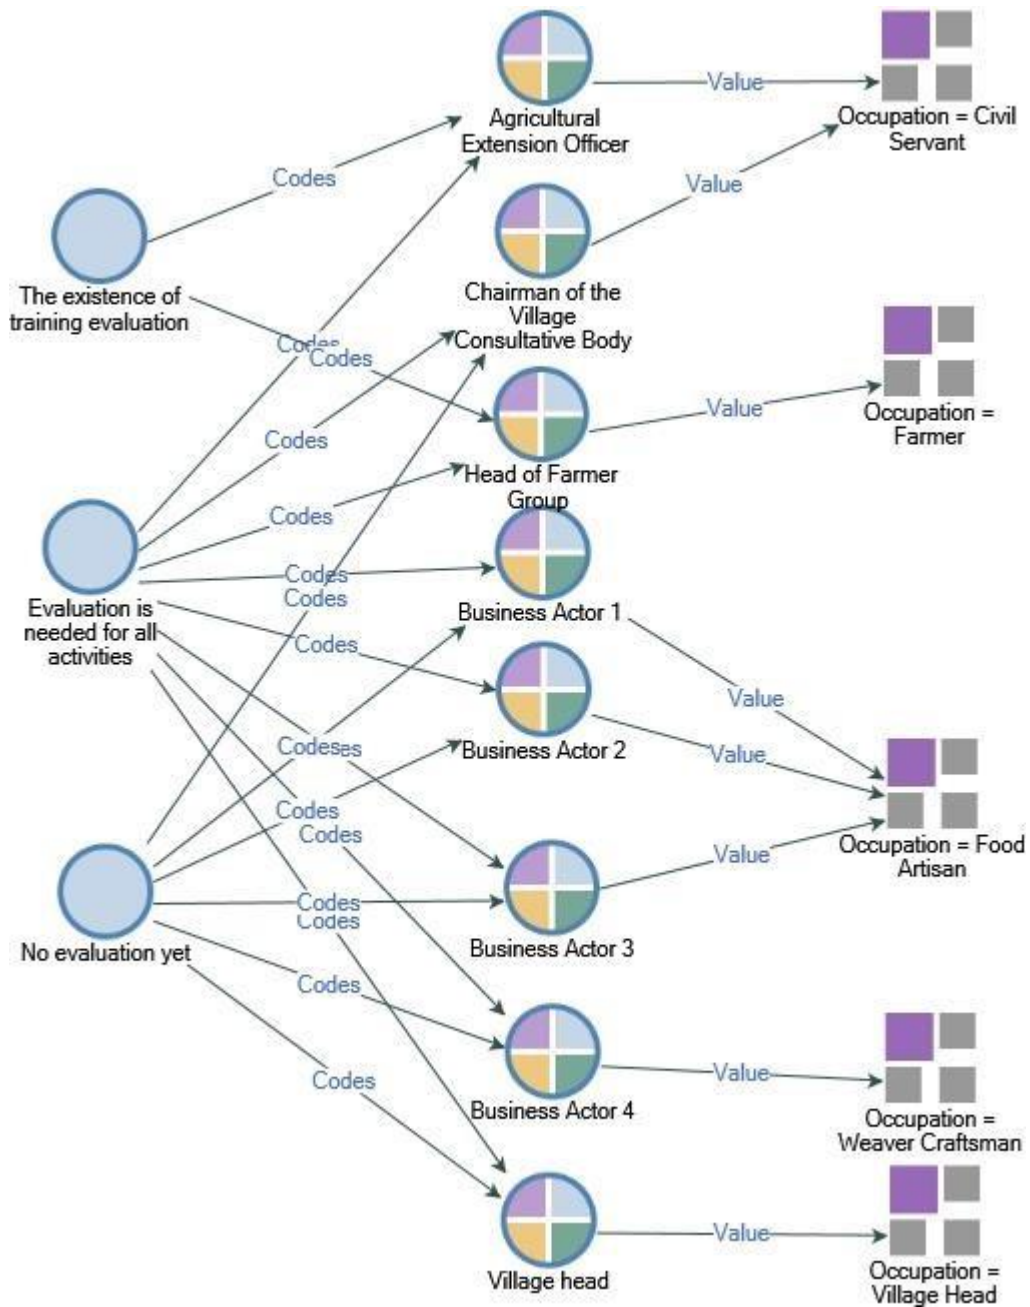 Value
Agricultural
Extension Officer
Occupation = Civil
Servant
Codes
Value
The existence of
training evaluation
Chairman of the
Village
Consultative Body
Codes
Codes
Value
Occupation =
Farmer
Codes
Head of Farmer
Group
Codes
Codes
Codes
Evaluation is
needed for all
activities
Business Actor 1
Codes
Value
Codes
Codes
Business Actor 2
Value
Codes
Codes
Value
Occupation = Food
Artisan
Codes
Codes
No evaluation yet
Business Actor 3
Codes
Value
Codes
Business Actor 4
Occupation =
Weaver Craftsman
Value
Village head
Occupation =
Village Head